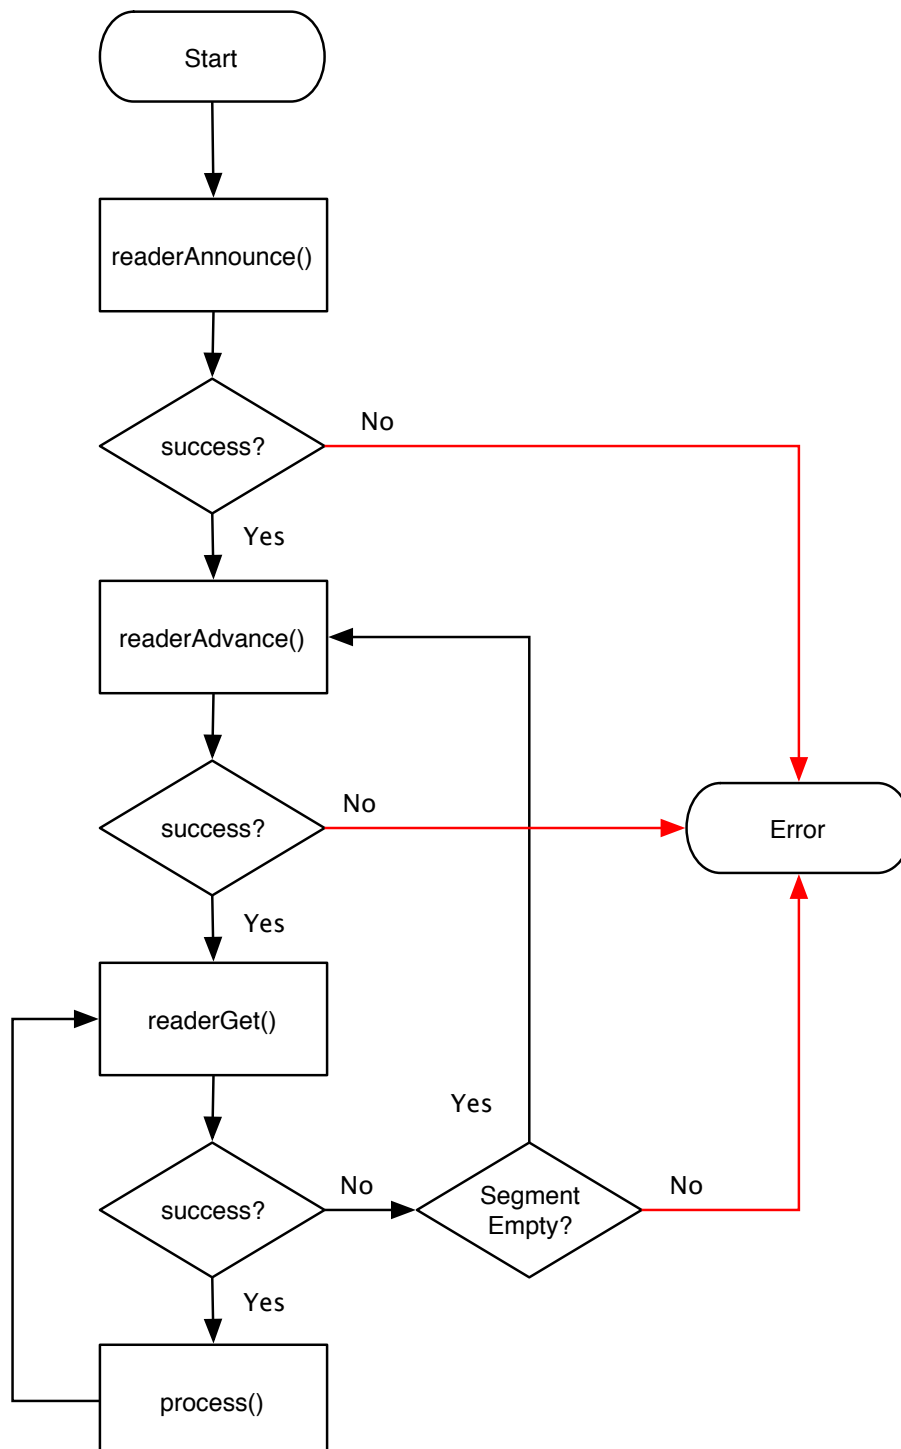 Start
readerAnnounce()
success?
No
Yes
readerAdvance()
success?
No
Error
Yes
readerGet()
Yes
success?
No
Segment
Empty?
No
Yes
process()